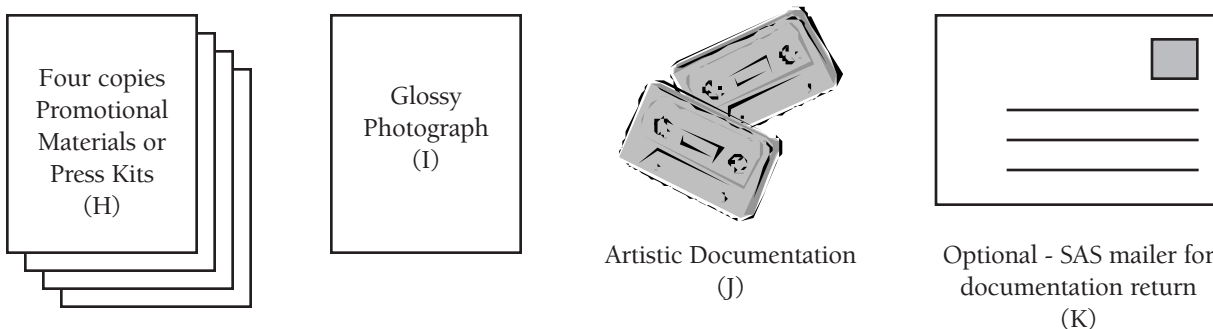 Four copies
Promotional
Materials or
Press Kits
(H)
Glossy
Photograph
(I)
Artistic Documentation
(J)
Optional - SAS mailer for
documentation return
(K)